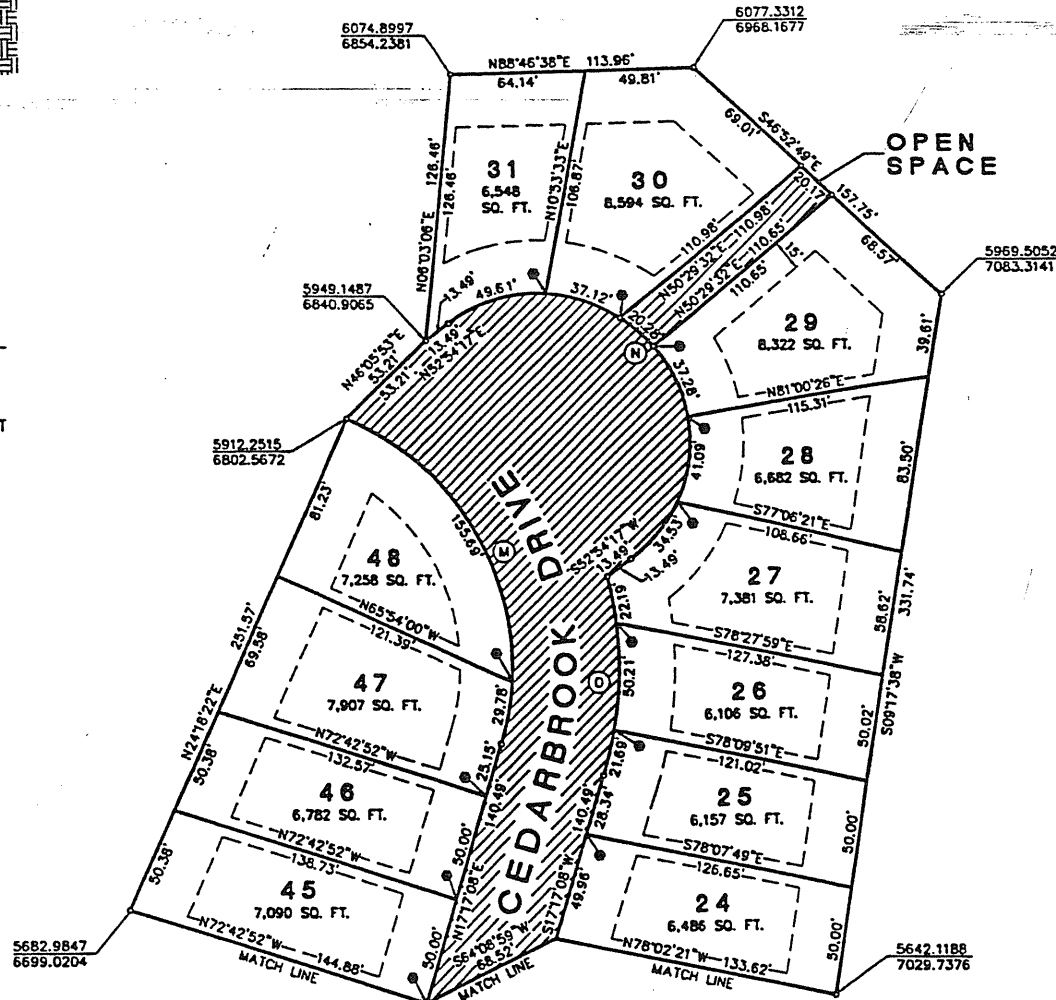 6074.8997
6854.2381
6077.3312
6968.1677
N88°46'38"E 113.96'
64.14'
49.81'
69.01'
S46°52'49"E
157.75'
OPEN
SPACE
20.17'
68.57'
5969.5052
7083.3141
126.46'
126.46'
N06°03'06"E
31
6,548
SQ. FT.
N10°53'33"E
106.87'
30
8,594 SQ. FT.
110.98'
N50°29'32"E 110.98'
N50°29'32"E 110.65'
110.65'
15'
5949.1487
6840.9065
13.49'
49.61'
37.12'
20.28'
N
29
8,322 SQ. FT.
39.61'
N46°05'53"E
53.21'
53.21'
13.49'
N52°54'17"E
37.28'
N81°00'26"E
115.31'
5912.2515
6802.5672
41.09'
28
6,682 SQ. FT.
83.50'
81.23'
155.69'
M
S77°06'21"E
108.66'
34.53'
S52°54'17"W
13.49'
13.49'
48
7,258 SQ. FT.
27
7,381 SQ. FT.
58.62'
331.74'
N65°54'00"W
121.39'
22.19'
S78°27'59"E
127.38'
251.57'
69.58'
CEDARBROOK DRIVE
50.21'
O
47
7,907 SQ. FT.
29.78'
26
6,106 SQ. FT.
50.02'
S09°17'38"W
N24°18'22"E
N72°42'52"W
132.57'
25.15'
21.69'
S78°09'51"E
121.02'
50.38'
46
6,782 SQ. FT.
140.49'
140.49'
28.34'
25
6,157 SQ. FT.
50.00'
N72°42'52"W
138.73'
50.00'
S78°07'49"E
126.65'
50.38'
45
7,090 SQ. FT.
N17°17'08"E
S17°17'08"W
49.96'
24
6,486 SQ. FT.
50.00'
N72°42'52"W
144.88'
MATCH LINE
50.00'
S64°08'59"W
68.52'
MATCH LINE
N78°02'21"W
133.62'
MATCH LINE
5682.9847
6699.0204
5642.1188
7029.7376